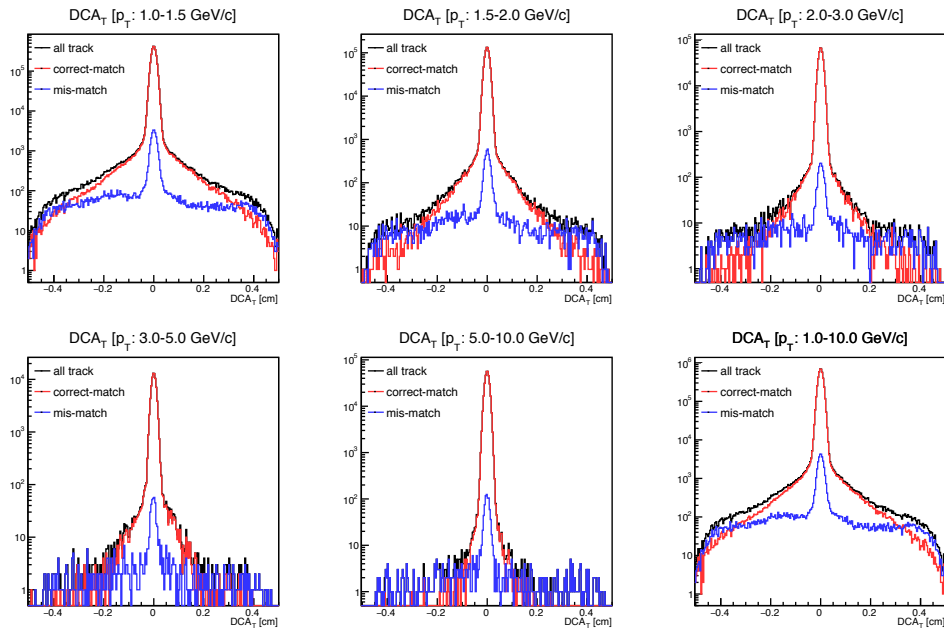 DCA_T [p_T: 1.0-1.5 GeV/c]
all track
correct-match
mis-match
10^5
10^4
10^3
10^2
10
1
−0.4 −0.2 0 0.2 0.4
DCA_T [cm]
DCA_T [p_T: 1.5-2.0 GeV/c]
all track
correct-match
mis-match
10^5
10^4
10^3
10^2
10
1
−0.4 −0.2 0 0.2 0.4
DCA_T [cm]
DCA_T [p_T: 2.0-3.0 GeV/c]
all track
correct-match
mis-match
10^5
10^4
10^3
10^2
10
1
−0.4 −0.2 0 0.2 0.4
DCA_T [cm]
DCA_T [p_T: 3.0-5.0 GeV/c]
all track
correct-match
mis-match
10^4
10^3
10^2
10
1
−0.4 −0.2 0 0.2 0.4
DCA_T [cm]
DCA_T [p_T: 5.0-10.0 GeV/c]
all track
correct-match
mis-match
10^5
10^4
10^3
10^2
10
1
−0.4 −0.2 0 0.2 0.4
DCA_T [cm]
DCA_T [p_T: 1.0-10.0 GeV/c]
all track
correct-match
mis-match
10^6
10^5
10^4
10^3
10^2
10
1
−0.4 −0.2 0 0.2 0.4
DCA_T [cm]